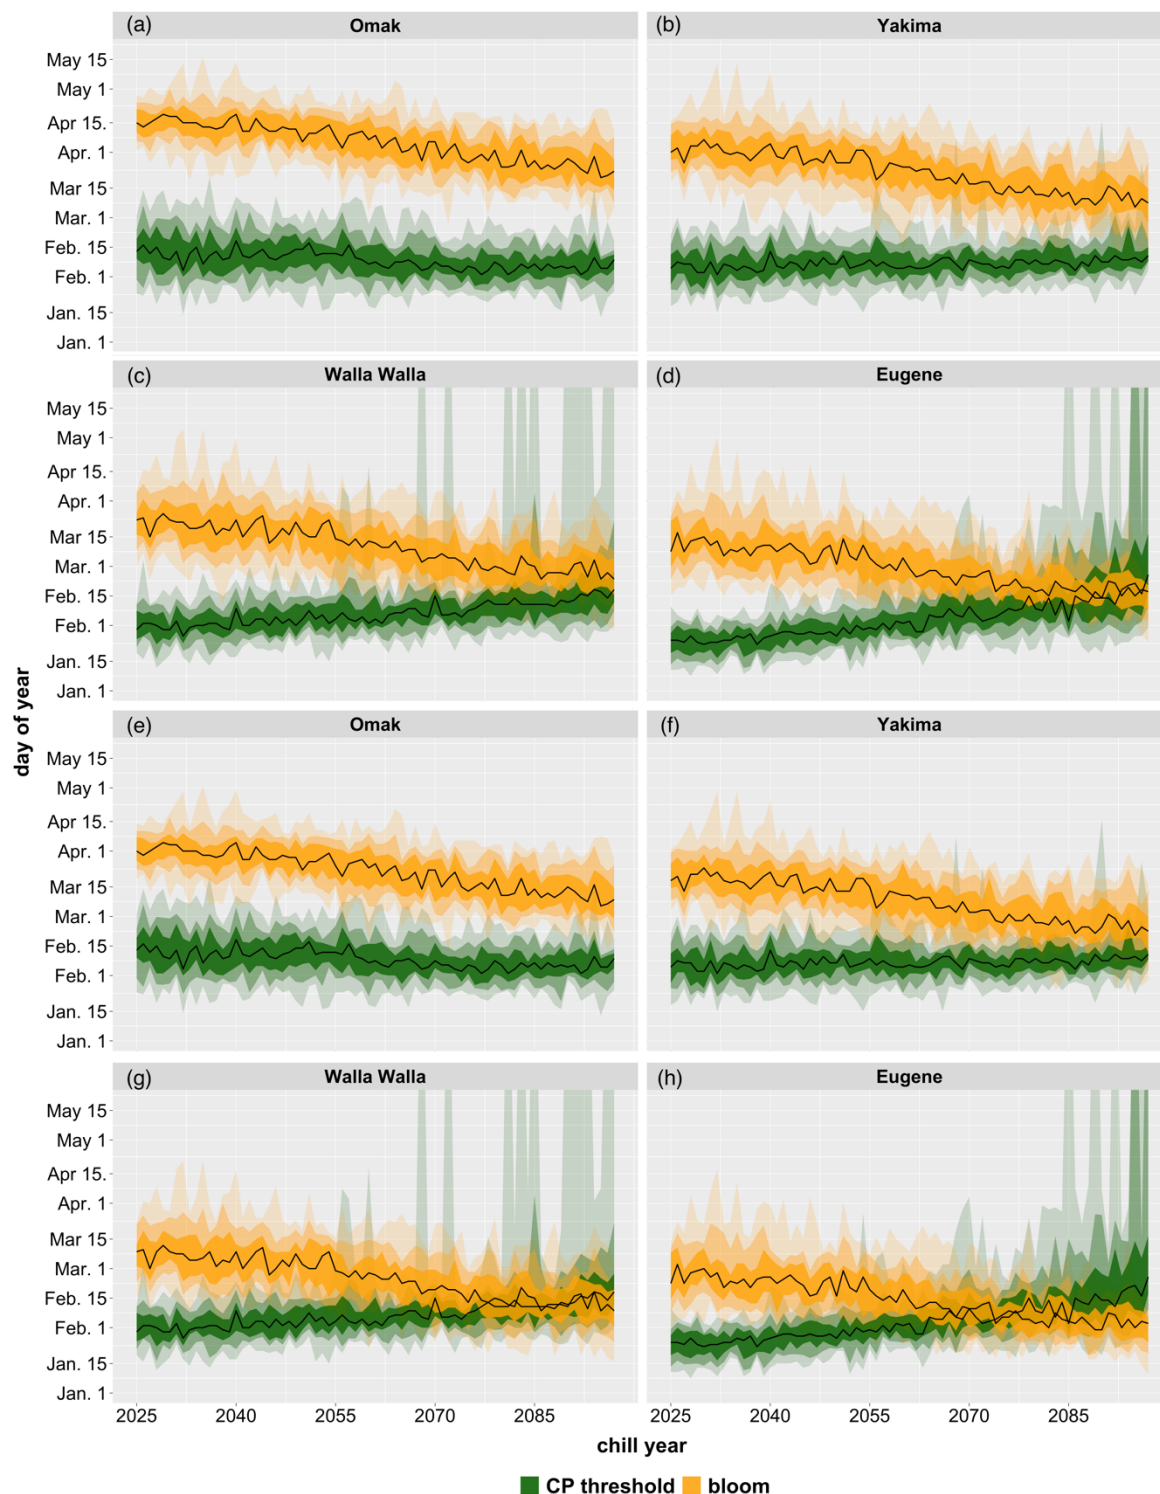 (a) Omak
(b) Yakima
May 15
May 1
Apr 15.
Apr. 1
Mar 15
Mar. 1
Feb. 15
Feb. 1
Jan. 15
Jan. 1
(c) Walla Walla
(d) Eugene
May 15
May 1
Apr 15.
Apr. 1
Mar 15
Mar. 1
Feb. 15
Feb. 1
Jan. 15
Jan. 1
day of year
(e) Omak
(f) Yakima
May 15
May 1
Apr 15.
Apr. 1
Mar 15
Mar. 1
Feb. 15
Feb. 1
Jan. 15
Jan. 1
(g) Walla Walla
(h) Eugene
May 15
May 1
Apr 15.
Apr. 1
Mar 15
Mar. 1
Feb. 15
Feb. 1
Jan. 15
Jan. 1
2025 2040 2055 2070 2085
2025 2040 2055 2070 2085
chill year
CP threshold bloom